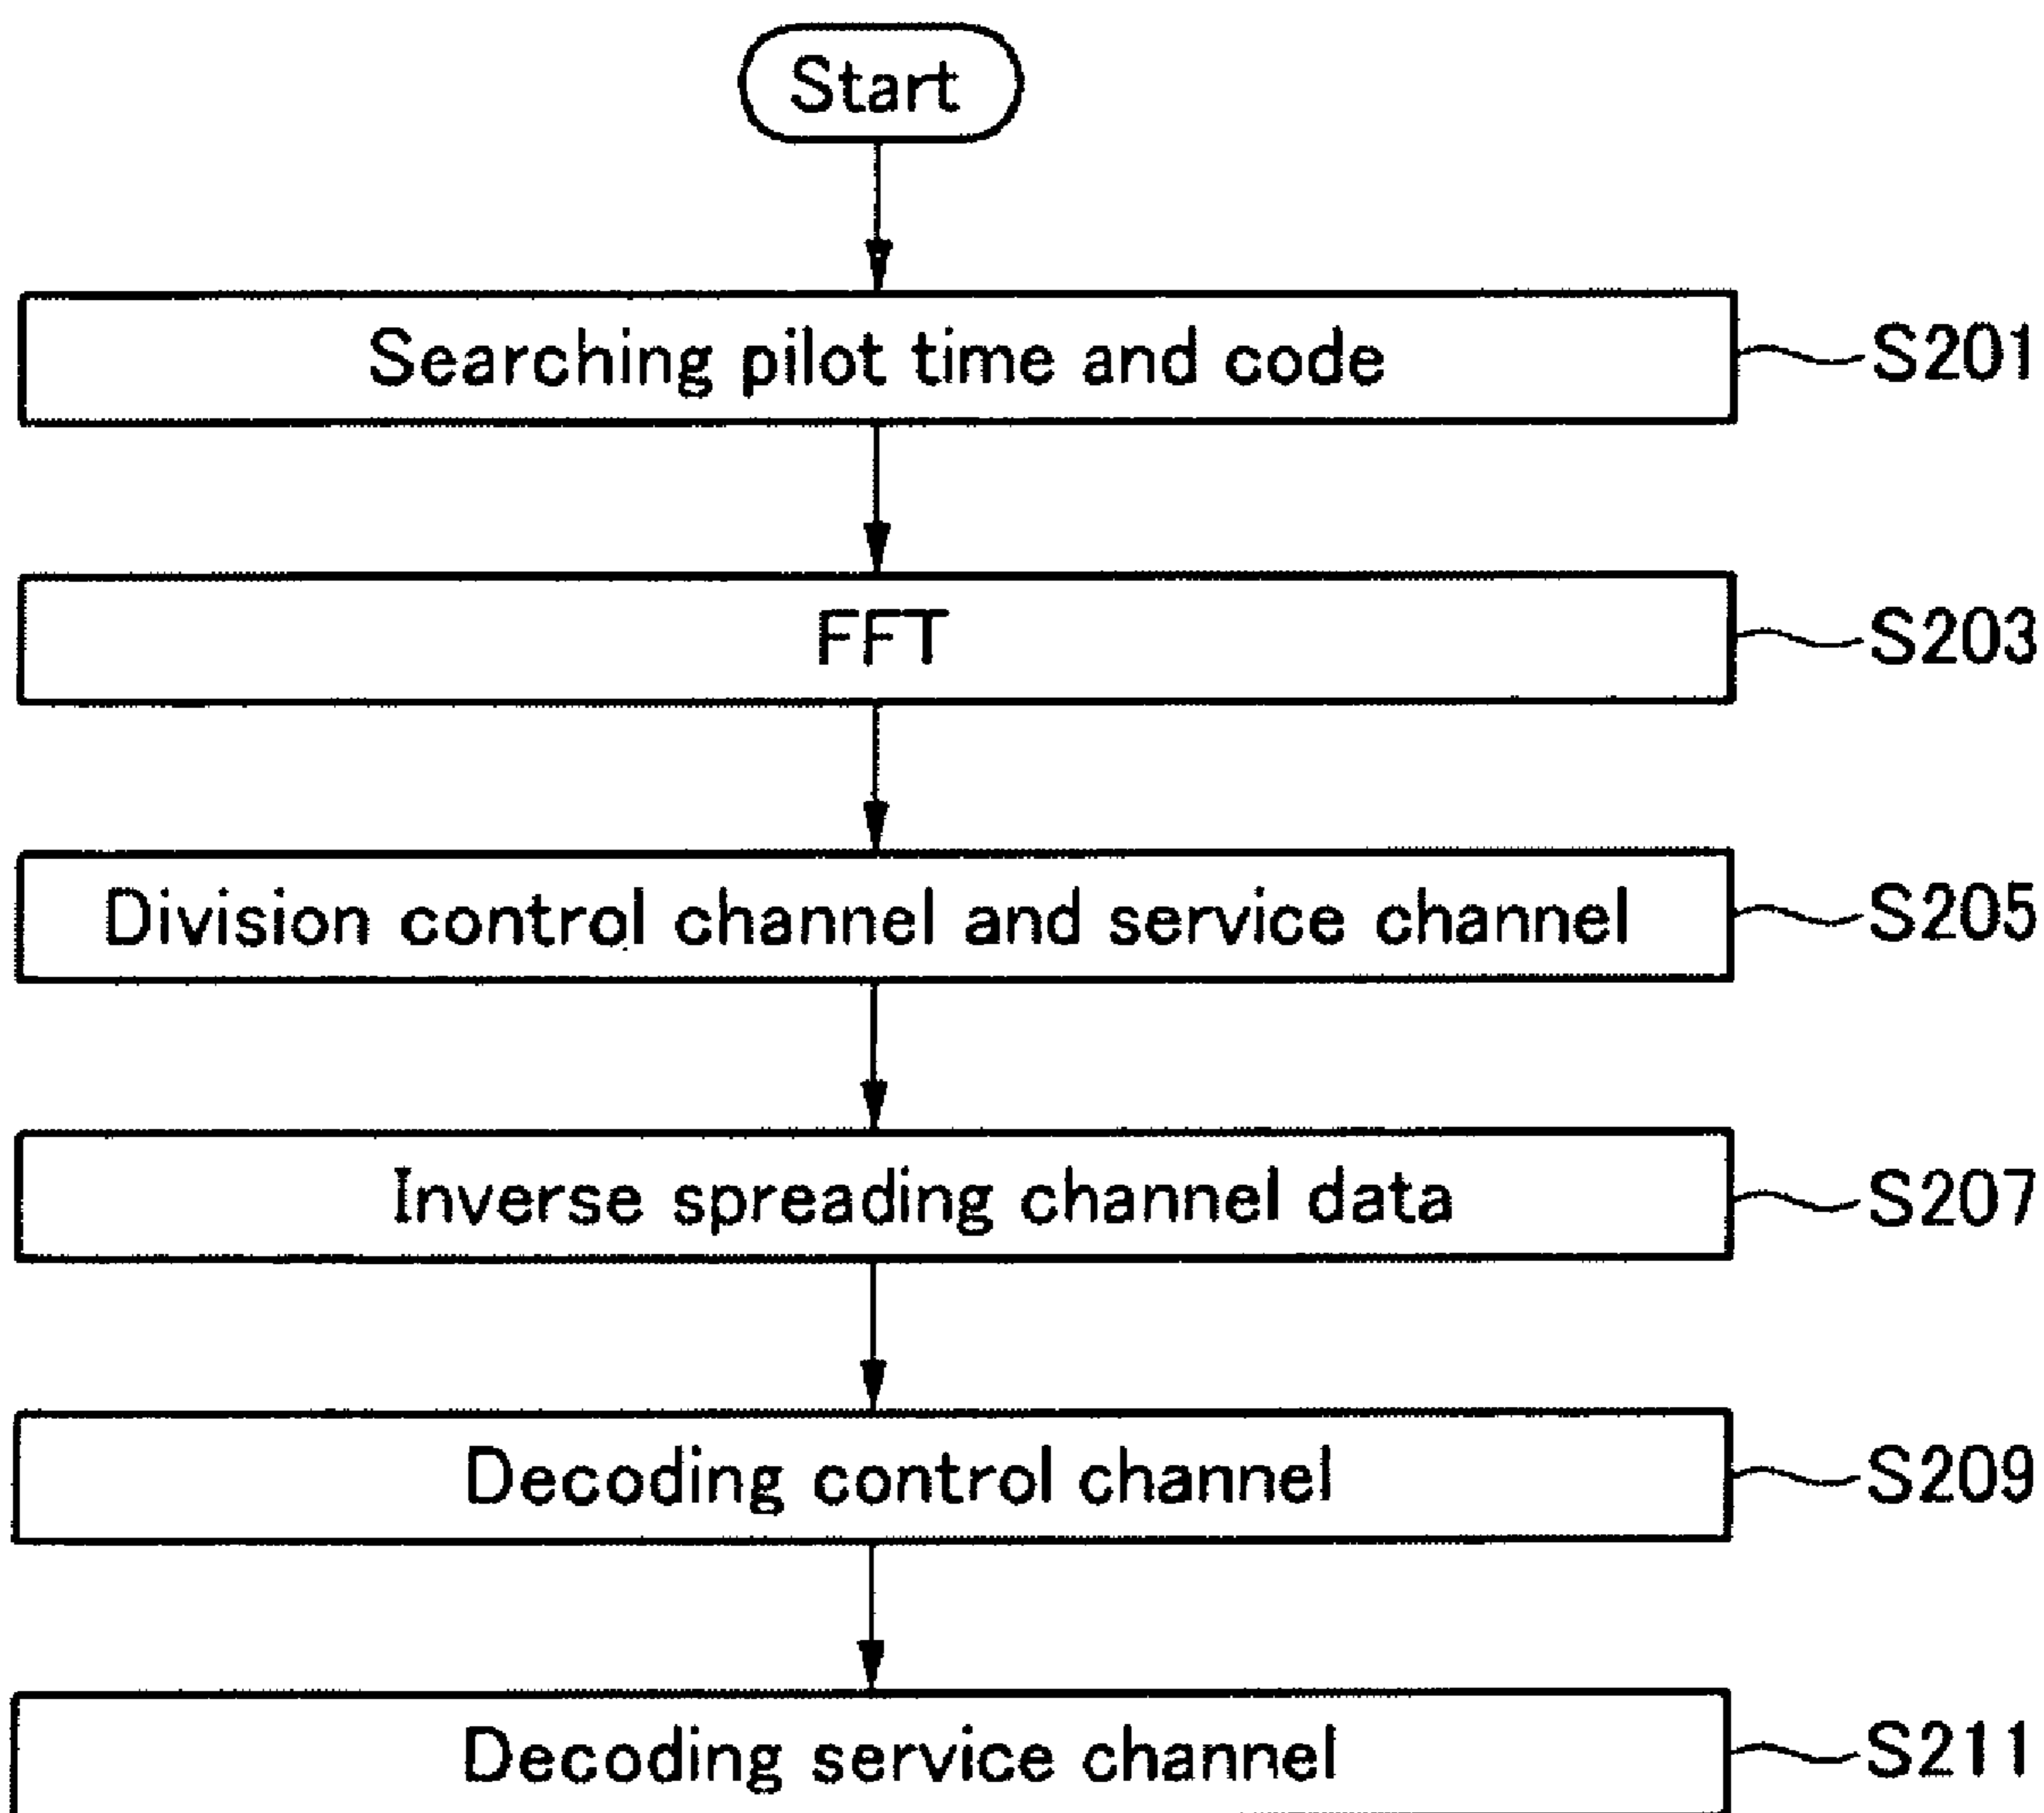 Start
Searching pilot time and code
S201
FFT
S203
Division control channel and service channel
S205
Inverse spreading channel data
S207
Decoding control channel
S209
Decoding service channel
S211